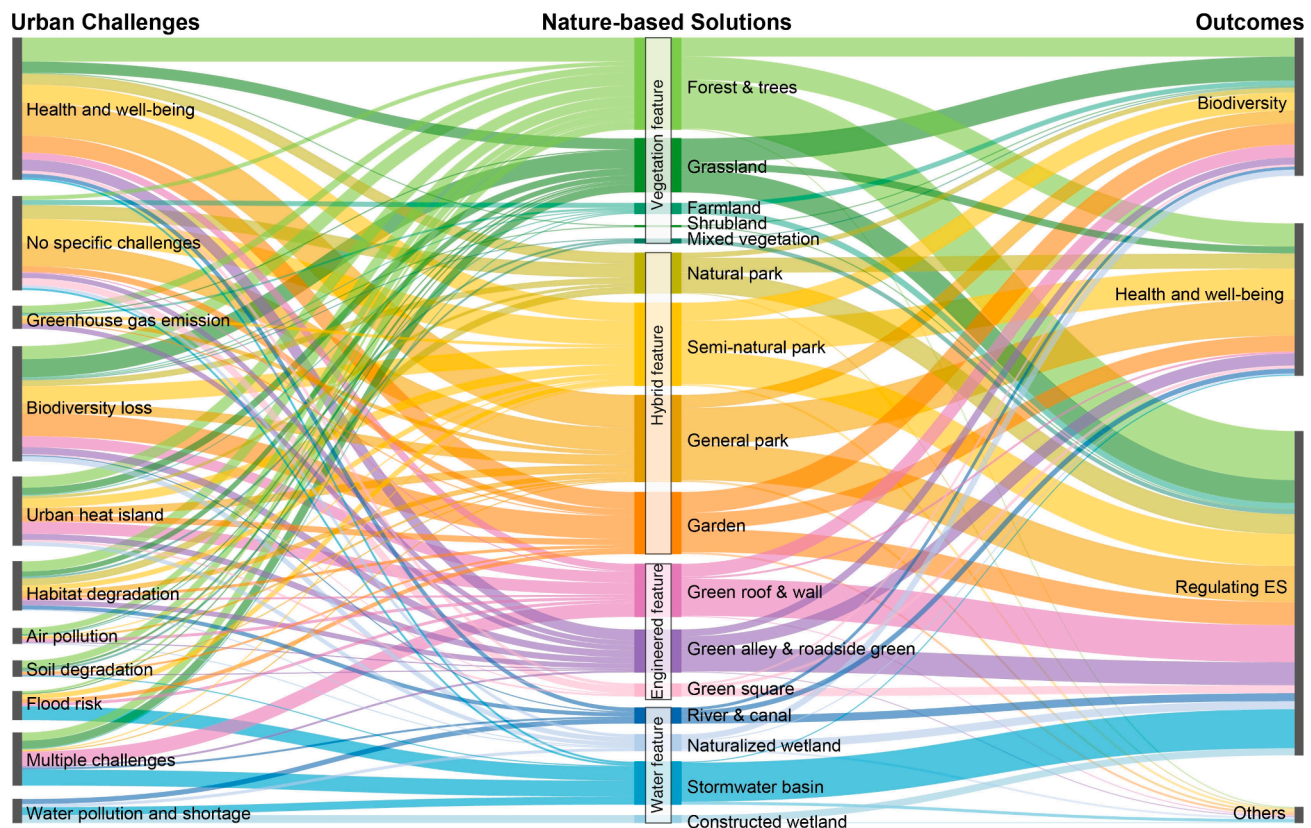 Urban Challenges
Nature-based Solutions
Outcomes
Health and well-being
No specific challenges
Greenhouse gas emission
Biodiversity loss
Urban heat island
Habitat degradation
Air pollution
Soil degradation
Flood risk
Multiple challenges
Water pollution and shortage
Vegetation feature
Hybrid feature
Engineered feature
Water feature
Forest & trees
Grassland
Farmland
Shrubland
Mixed vegetation
Natural park
Semi-natural park
General park
Garden
Green roof & wall
Green alley & roadside green
Green square
River & canal
Naturalized wetland
Stormwater basin
Constructed wetland
Biodiversity
Health and well-being
Regulating ES
Others